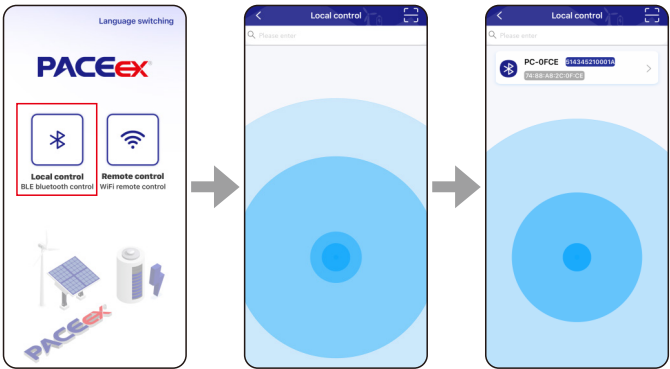 Language switching
PACEEX
Local control
BLE bluetooth control
Remote control
WiFi remote control
PACEEX
Local control
Please enter
Local control
Please enter
PC-0FCE 514345210001A
74:88:A8:2C:0F:CE